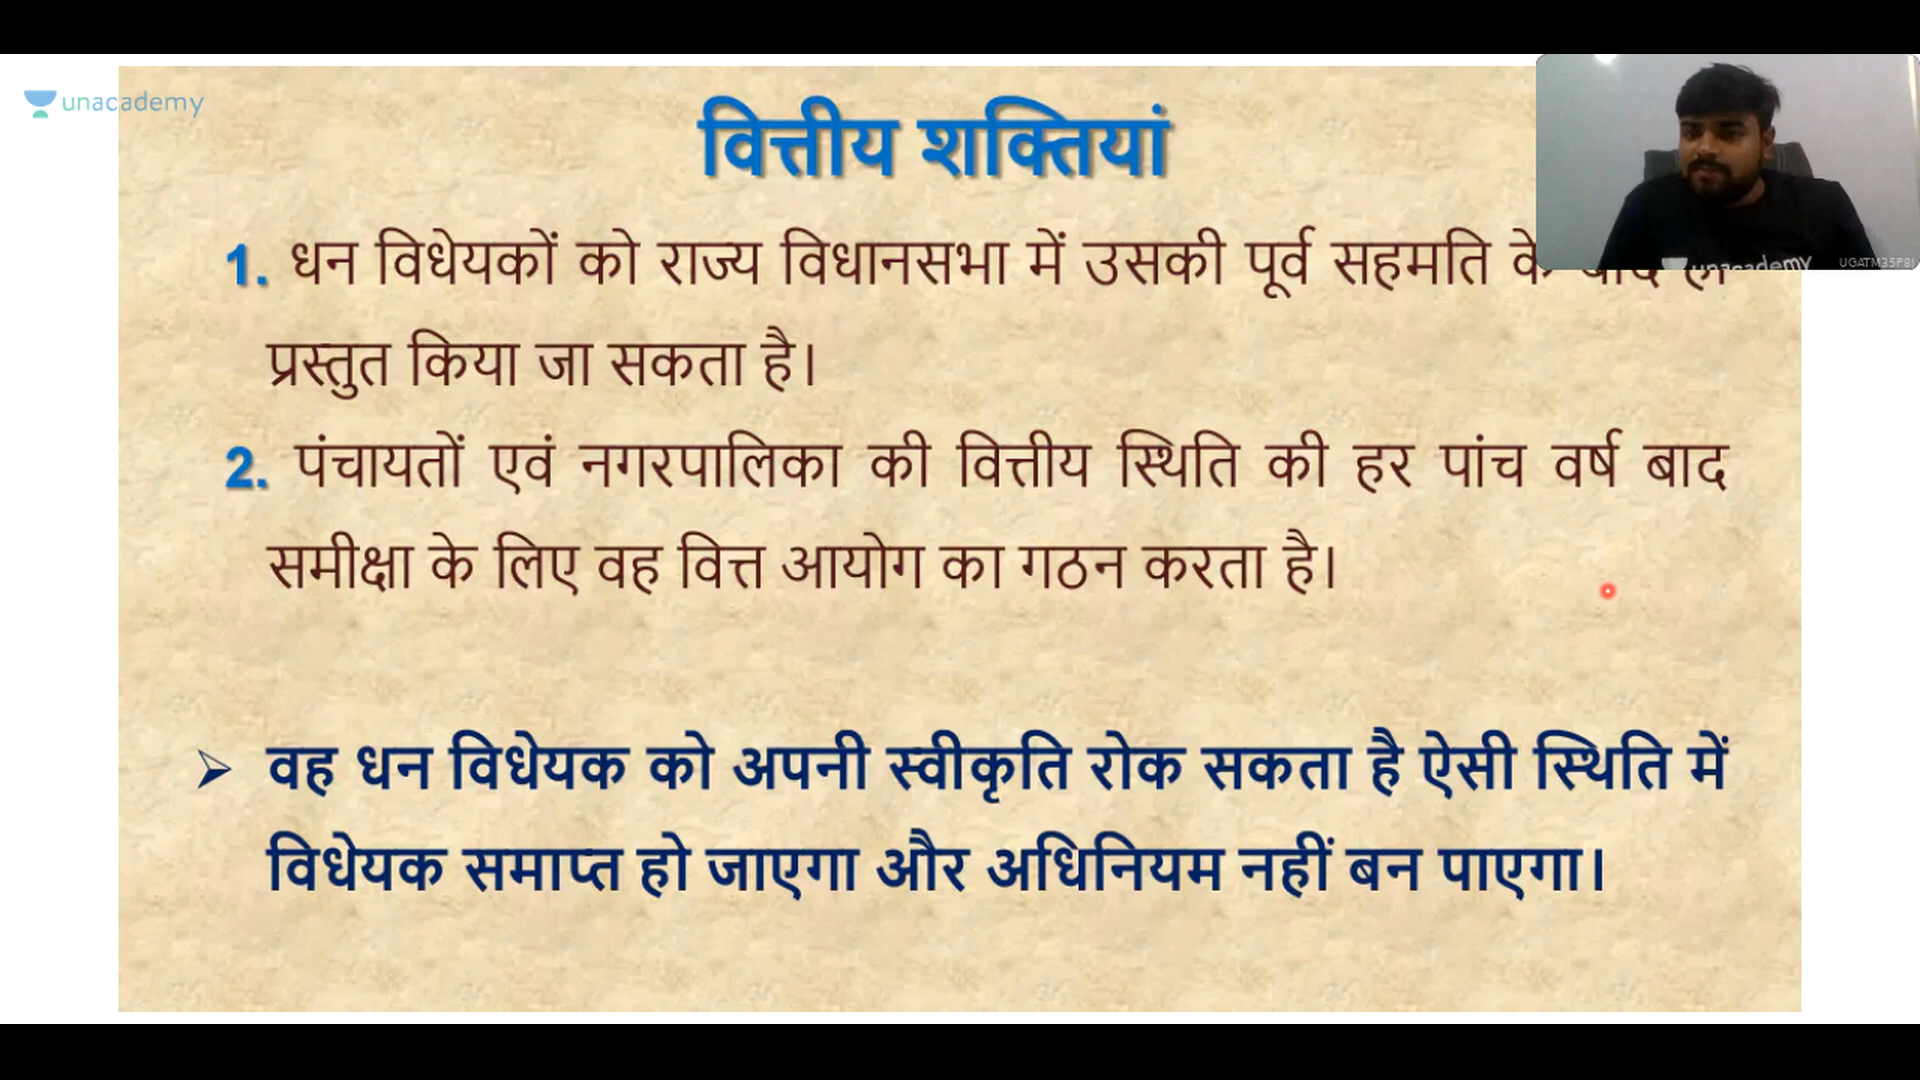 unacademy
वित्तीय शक्तियां
1. धन विधेयकों को राज्य विधानसभा में उसकी पूर्व सहमति के
प्रस्तुत किया जा सकता है।
2. पंचायतों एवं नगरपालिका की वित्तीय स्थिति की हर पांच वर्ष बाद
समीक्षा के लिए वह वित्त आयोग का गठन करता है।
➢ वह धन विधेयक को अपनी स्वीकृति रोक सकता है ऐसी स्थिति में
विधेयक समाप्त हो जाएगा और अधिनियम नहीं बन पाएगा।
unacademy